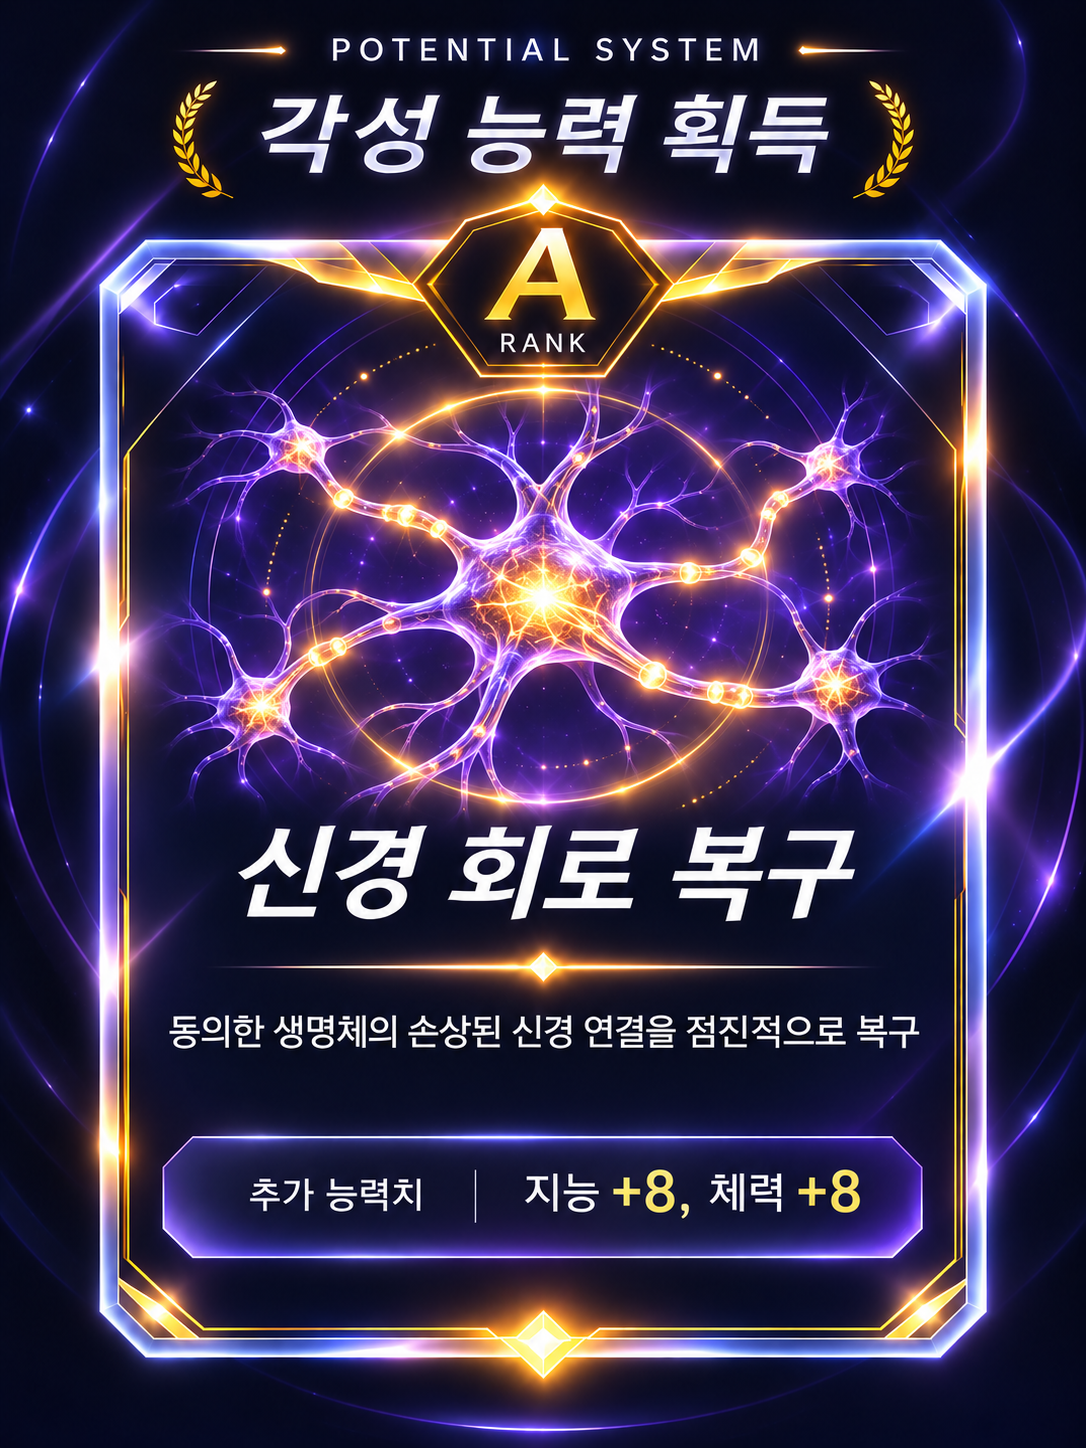 POTENTIAL SYSTEM
각성 능력 획득
A
RANK
신경 회로 복구
동의한 생명체의 손상된 신경 연결을 점진적으로 복구
추가 능력치 지능 +8, 체력 +8